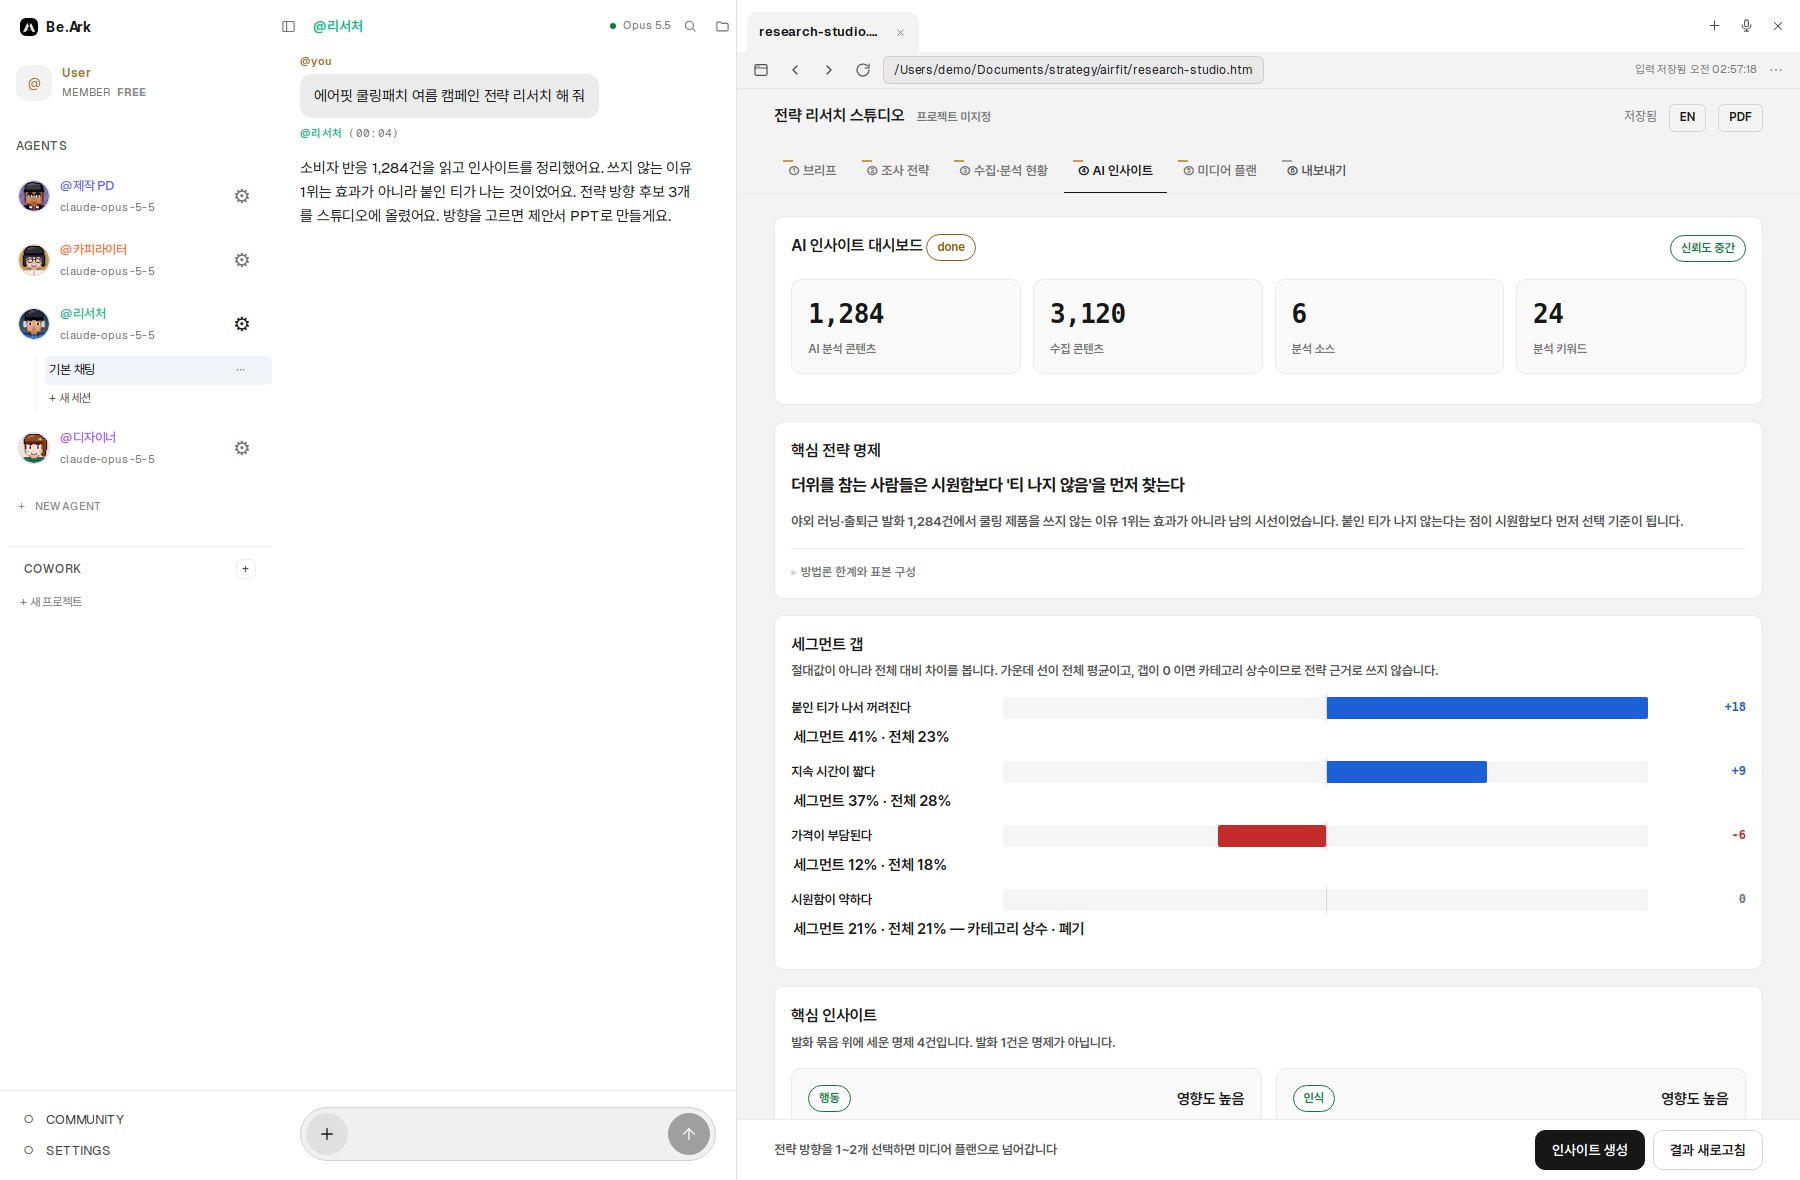 Be.Ark
@
User
MEMBER FREE
AGENTS
@제작 PD
claude-opus-5-5
@카피라이터
claude-opus-5-5
@리서처
claude-opus-5-5
기본 채팅
+ 새 세션
@디자이너
claude-opus-5-5
+ NEW AGENT
COWORK
+
+ 새 프로젝트
COMMUNITY
SETTINGS
@리서처
Opus 5.5
@you
에어핏 쿨링패치 여름 캠페인 전략 리서치 해 줘
@리서처 (00:04)
소비자 반응 1,284건을 읽고 인사이트를 정리했어요. 쓰지 않는 이유
1위는 효과가 아니라 붙인 티가 나는 것이었어요. 전략 방향 후보 3개
를 스튜디오에 올렸어요. 방향을 고르면 제안서 PPT로 만들게요.
research-studio....
/Users/demo/Documents/strategy/airfit/research-studio.htm
입력 저장됨 오전 02:57:18
전략 리서치 스튜디오 프로젝트 미지정
저장됨
EN
PDF
① 브리프
② 조사 전략
③ 수집·분석 현황
④ AI 인사이트
⑤ 미디어 플랜
⑥ 내보내기
AI 인사이트 대시보드 done
신뢰도 중간
1,284
AI 분석 콘텐츠
3,120
수집 콘텐츠
6
분석 소스
24
분석 키워드
핵심 전략 명제
더위를 참는 사람들은 시원함보다 '티 나지 않음'을 먼저 찾는다
야외 러닝·출퇴근 발화 1,284건에서 쿨링 제품을 쓰지 않는 이유 1위는 효과가 아니라 남의 시선이었습니다. 붙인 티가 나지 않는다는 점이 시원함보다 먼저 선택 기준이 됩니다.
▸ 방법론 한계와 표본 구성
세그먼트 갭
절대값이 아니라 전체 대비 차이를 봅니다. 가운데 선이 전체 평균이고, 갭이 0 이면 카테고리 상수이므로 전략 근거로 쓰지 않습니다.
붙인 티가 나서 꺼려진다
+18
세그먼트 41% · 전체 23%
지속 시간이 짧다
+9
세그먼트 37% · 전체 28%
가격이 부담된다
-6
세그먼트 12% · 전체 18%
시원함이 약하다
0
세그먼트 21% · 전체 21% — 카테고리 상수 · 폐기
핵심 인사이트
발화 묶음 위에 세운 명제 4건입니다. 발화 1건은 명제가 아닙니다.
행동
영향도 높음
인식
영향도 높음
전략 방향을 1~2개 선택하면 미디어 플랜으로 넘어갑니다
인사이트 생성
결과 새로고침